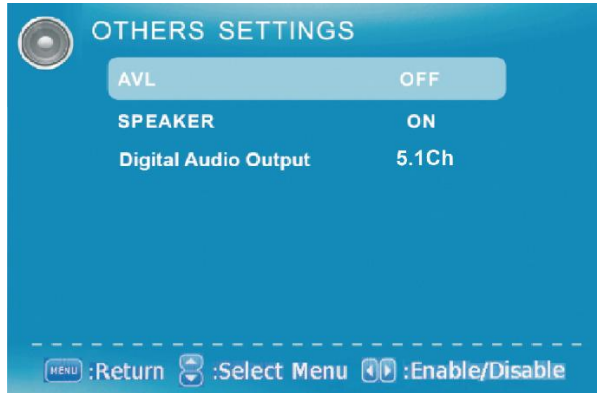 OTHERS SETTINGS
AVL OFF
SPEAKER ON
Digital Audio Output 5.1Ch
MENU :Return :Select Menu :Enable/Disable